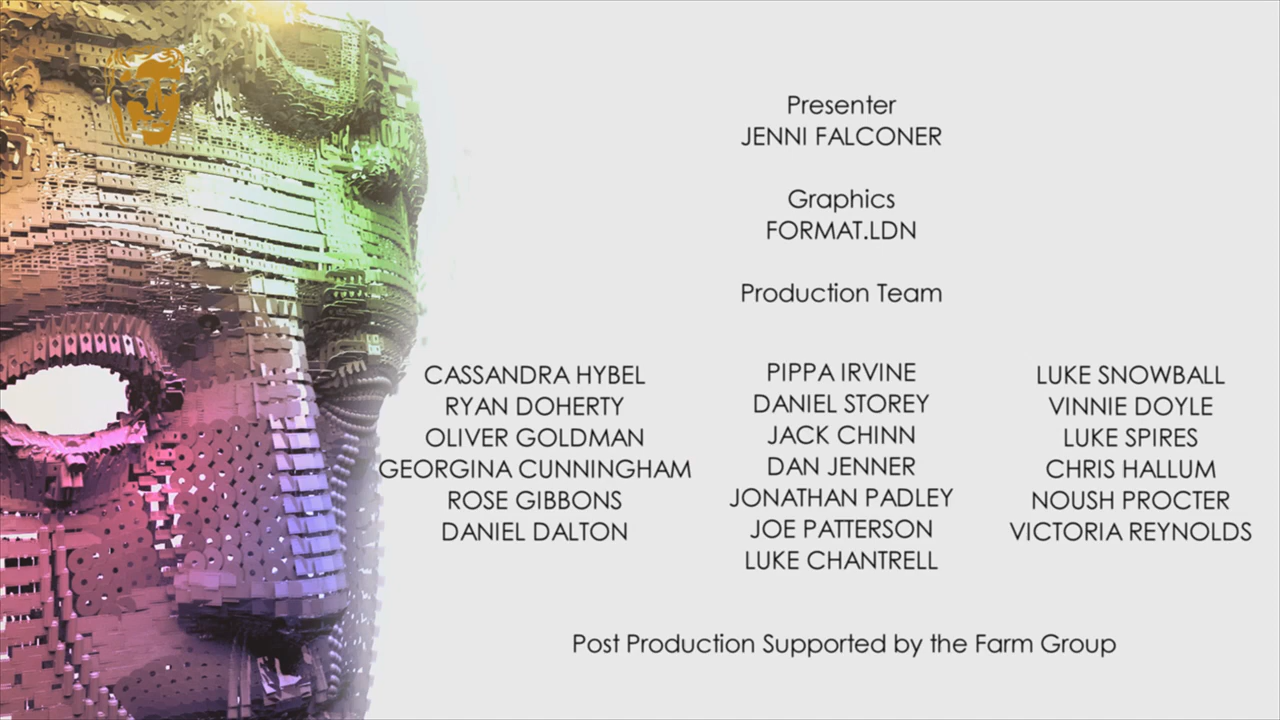 Presenter
JENNI FALCONER
Graphics
FORMAT.LDN
Production Team
CASSANDRA HYBEL
RYAN DOHERTY
OLIVER GOLDMAN
GEORGINA CUNNINGHAM
ROSE GIBBONS
DANIEL DALTON
PIPPA IRVINE
DANIEL STOREY
JACK CHINN
DAN JENNER
JONATHAN PADLEY
JOE PATTERSON
LUKE CHANTRELL
LUKE SNOWBALL
VINNIE DOYLE
LUKE SPIRES
CHRIS HALLUM
NOUSH PROCTER
VICTORIA REYNOLDS
Post Production Supported by the Farm Group